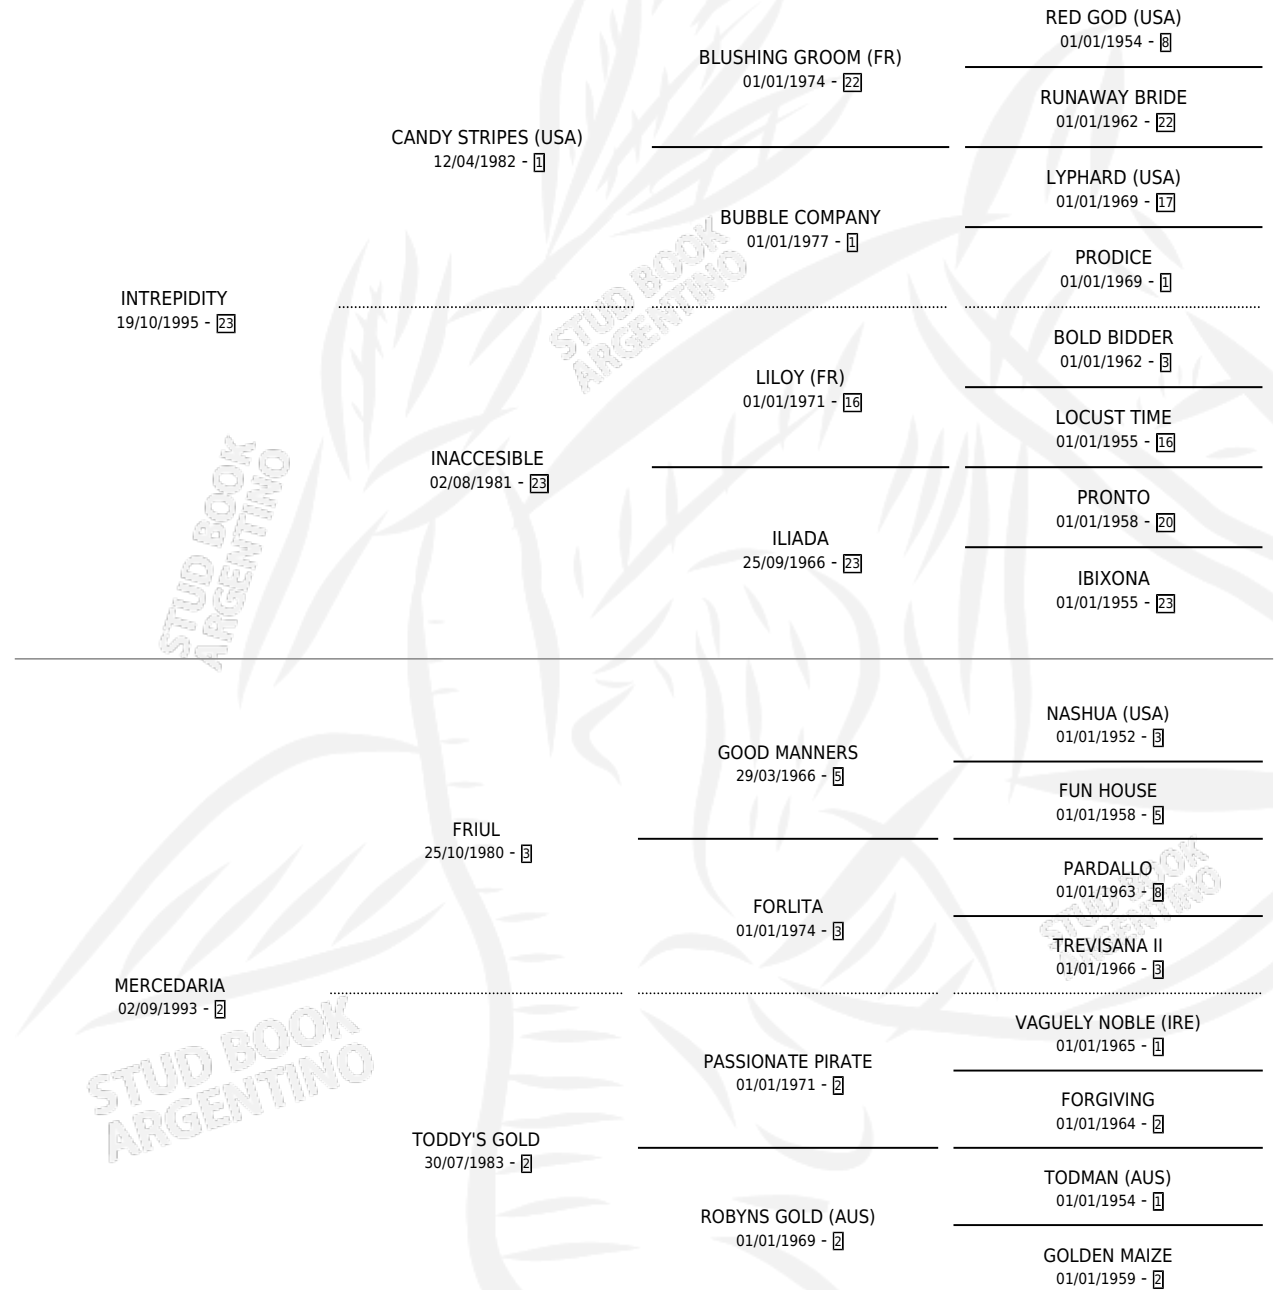 RED GOD (USA)
01/01/1954 - 8
BLUSHING GROOM (FR)
01/01/1974 - 22
RUNAWAY BRIDE
01/01/1962 - 22
CANDY STRIPES (USA)
12/04/1982 - 1
LYPHARD (USA)
01/01/1969 - 17
BUBBLE COMPANY
01/01/1977 - 1
PRODICE
01/01/1969 - 1
INTREPIDITY
19/10/1995 - 23
STUD BOOK
ARGENTINO
BOLD BIDDER
01/01/1962 - 3
LILOY (FR)
01/01/1971 - 16
LOCUST TIME
01/01/1955 - 16
INACCESIBLE
02/08/1981 - 23
PRONTO
01/01/1958 - 20
ILIADA
25/09/1966 - 23
IBIXONA
01/01/1955 - 23
STUD BOOK
ARGENTINO
NASHUA (USA)
01/01/1952 - 3
GOOD MANNERS
29/03/1966 - 5
FUN HOUSE
01/01/1958 - 5
FRIUL
25/10/1980 - 3
PARDALLO
01/01/1963 - 8
FORLITA
01/01/1974 - 3
TREVISANA II
01/01/1966 - 3
STUD BOOK
ARGENTINO
MERCEDARIA
02/09/1993 - 2
VAGUELY NOBLE (IRE)
01/01/1965 - 1
PASSIONATE PIRATE
01/01/1971 - 2
FORGIVING
01/01/1964 - 2
STUD BOOK
ARGENTINO
TODDY'S GOLD
30/07/1983 - 2
TODMAN (AUS)
01/01/1954 - 1
ROBYNS GOLD (AUS)
01/01/1969 - 2
GOLDEN MAIZE
01/01/1959 - 2